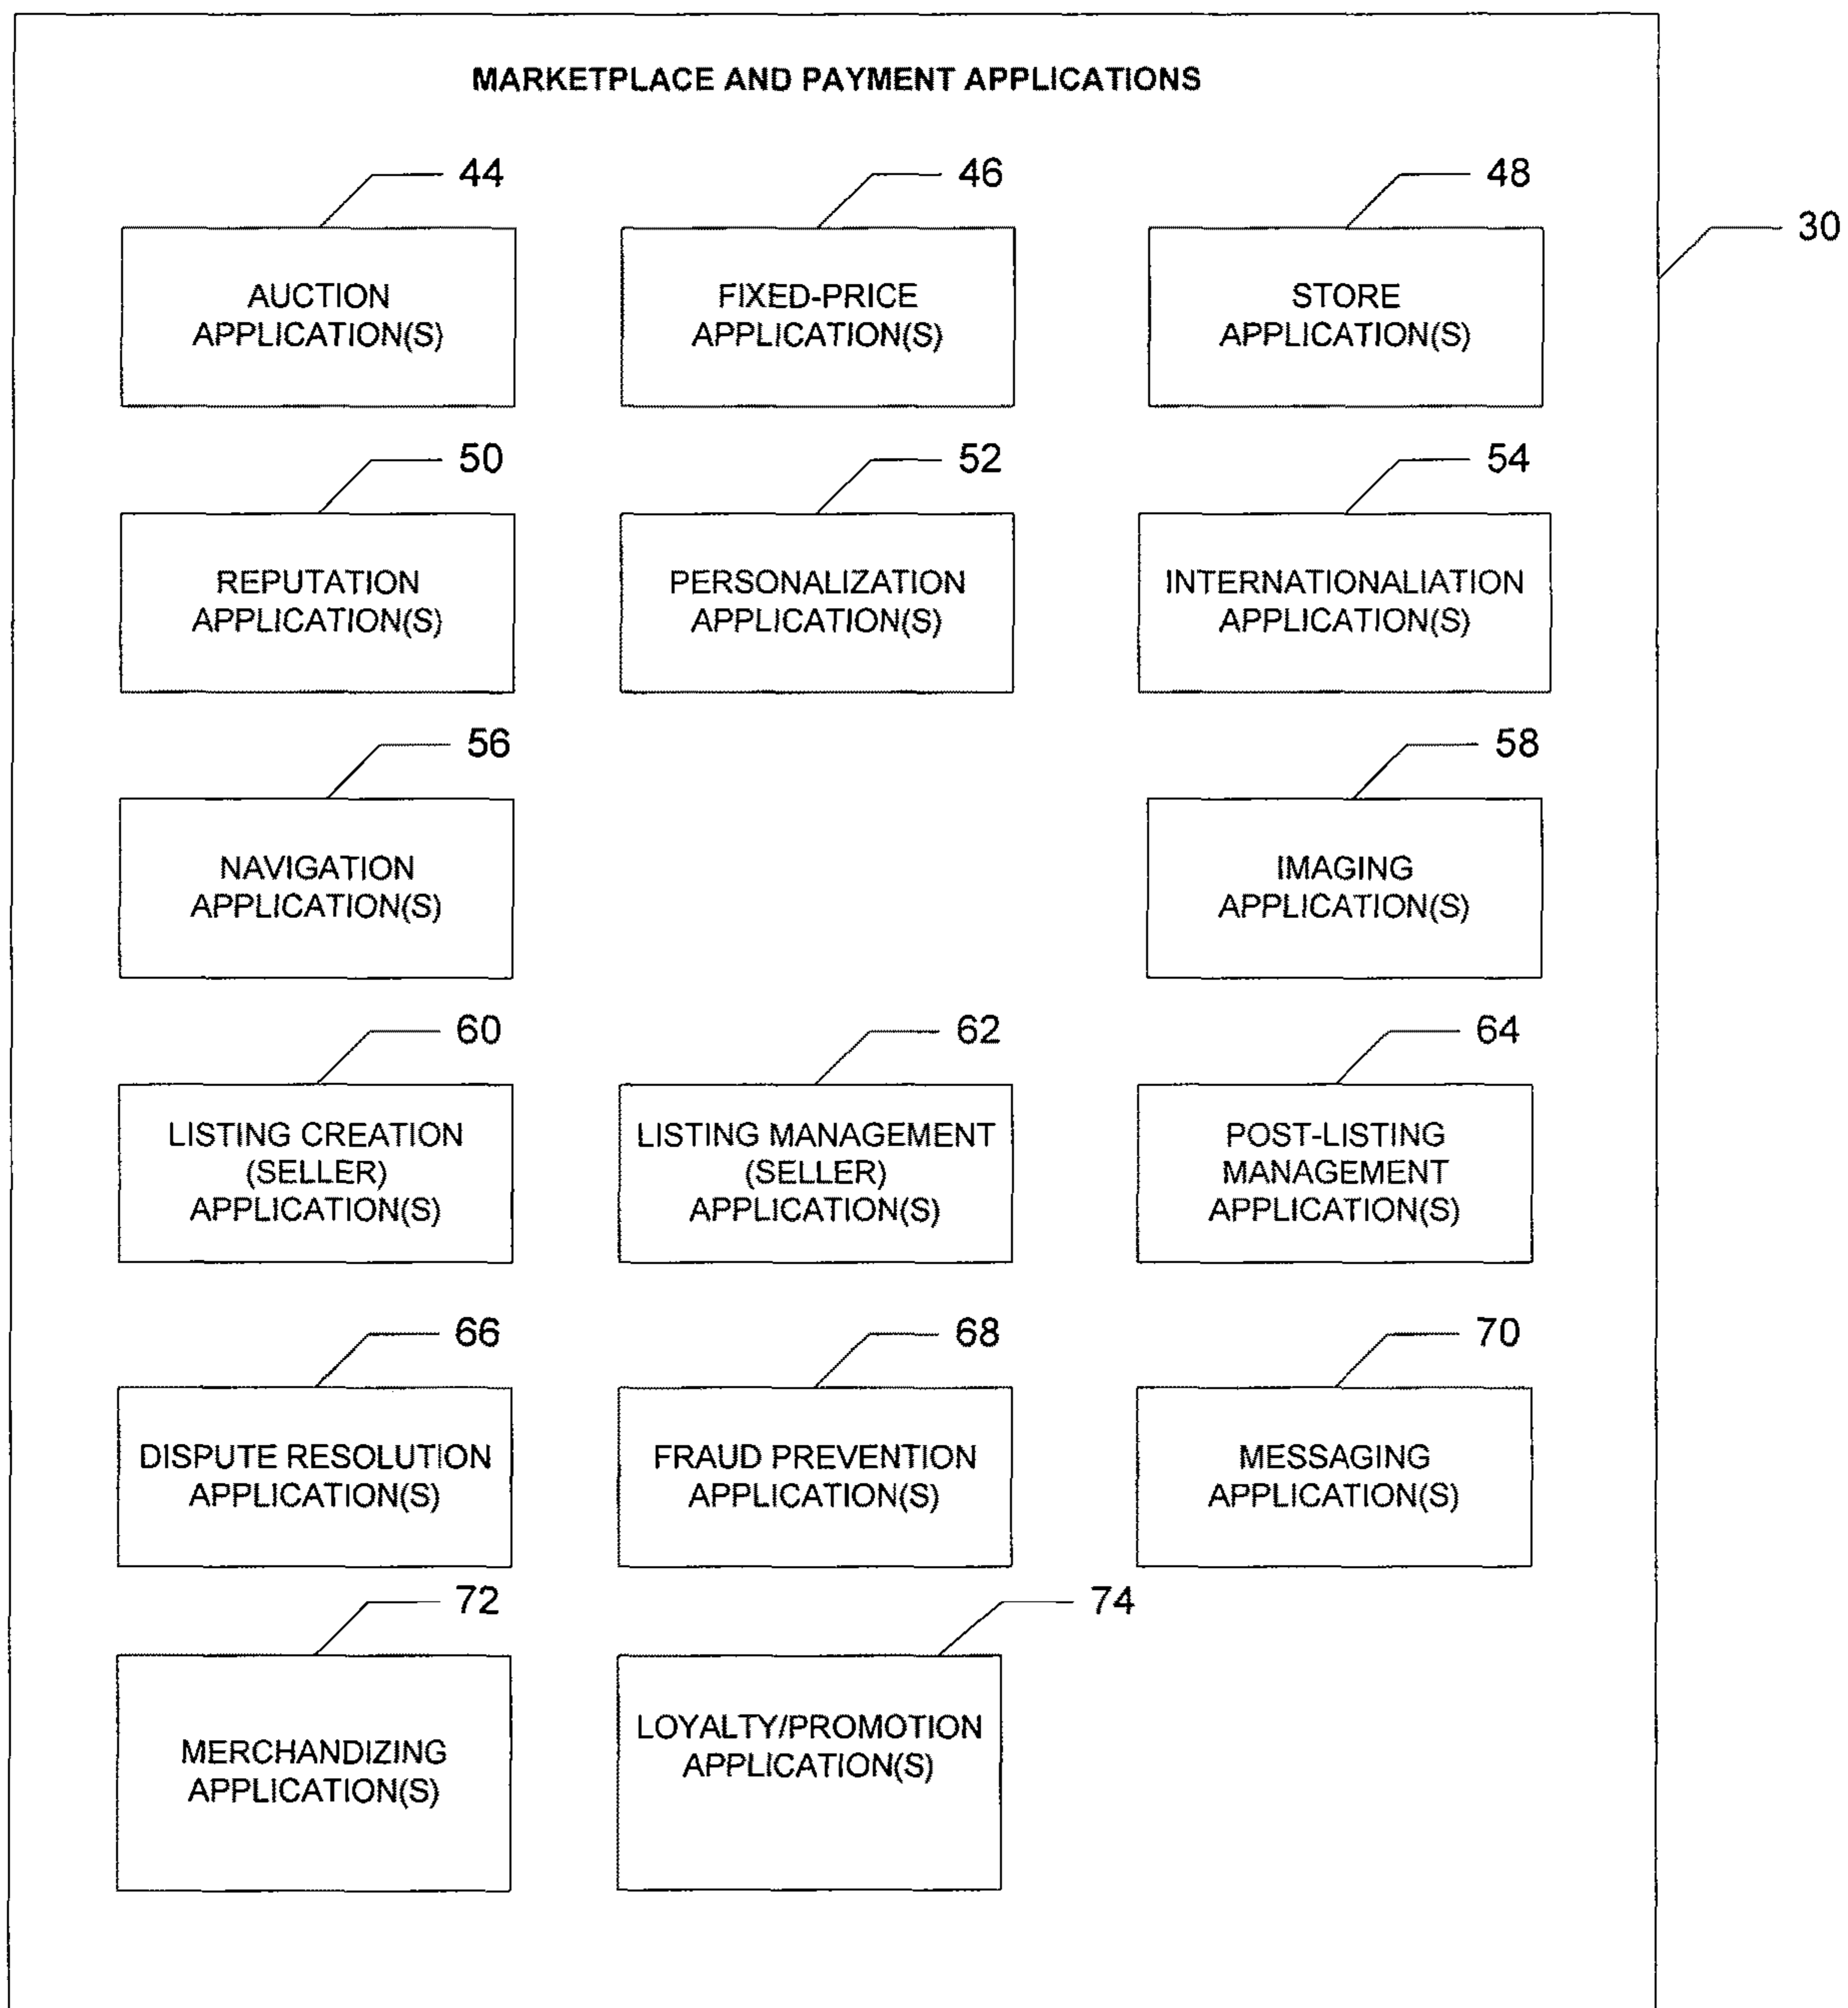 MARKETPLACE AND PAYMENT APPLICATIONS
44
46
48
30
AUCTION
APPLICATION(S)
FIXED-PRICE
APPLICATION(S)
STORE
APPLICATION(S)
50
52
54
REPUTATION
APPLICATION(S)
PERSONALIZATION
APPLICATION(S)
INTERNATIONALIATION
APPLICATION(S)
56
58
NAVIGATION
APPLICATION(S)
IMAGING
APPLICATION(S)
60
62
64
LISTING CREATION
(SELLER)
APPLICATION(S)
LISTING MANAGEMENT
(SELLER)
APPLICATION(S)
POST-LISTING
MANAGEMENT
APPLICATION(S)
66
68
70
DISPUTE RESOLUTION
APPLICATION(S)
FRAUD PREVENTION
APPLICATION(S)
MESSAGING
APPLICATION(S)
72
74
MERCHANDIZING
APPLICATION(S)
LOYALTY/PROMOTION
APPLICATION(S)